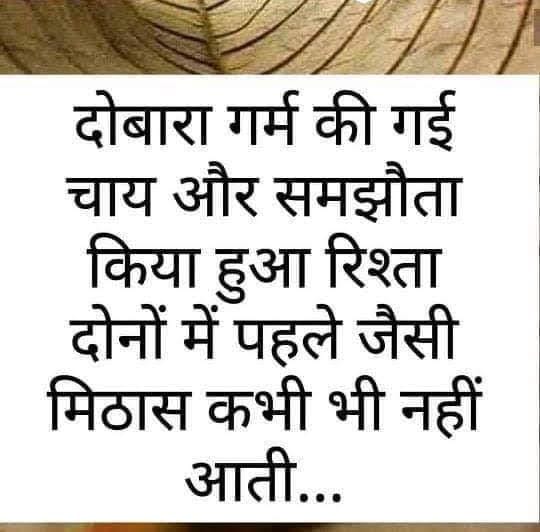 दोबारा गर्म की गई
चाय और समझौता
किया हुआ रिश्ता
दोनों में पहले जैसी
मिठास कभी भी नहीं
आती...